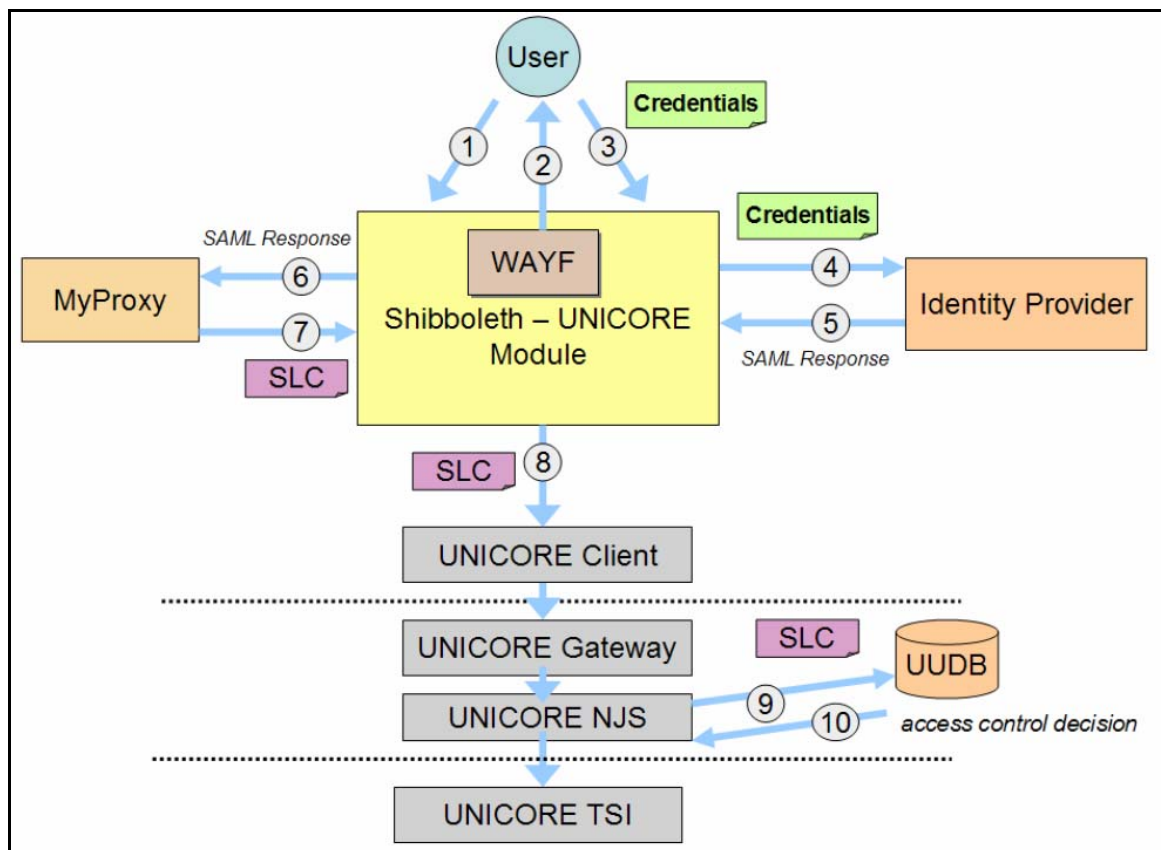 User
Credentials
1
2
3
Credentials
SAML Response
WAYF
4
6
MyProxy
Shibboleth – UNICORE
Module
Identity Provider
7
5
SAML Response
SLC
SLC
8
UNICORE Client
UNICORE Gateway
SLC
UUDB
UNICORE NJS
9
10
access control decision
UNICORE TSI